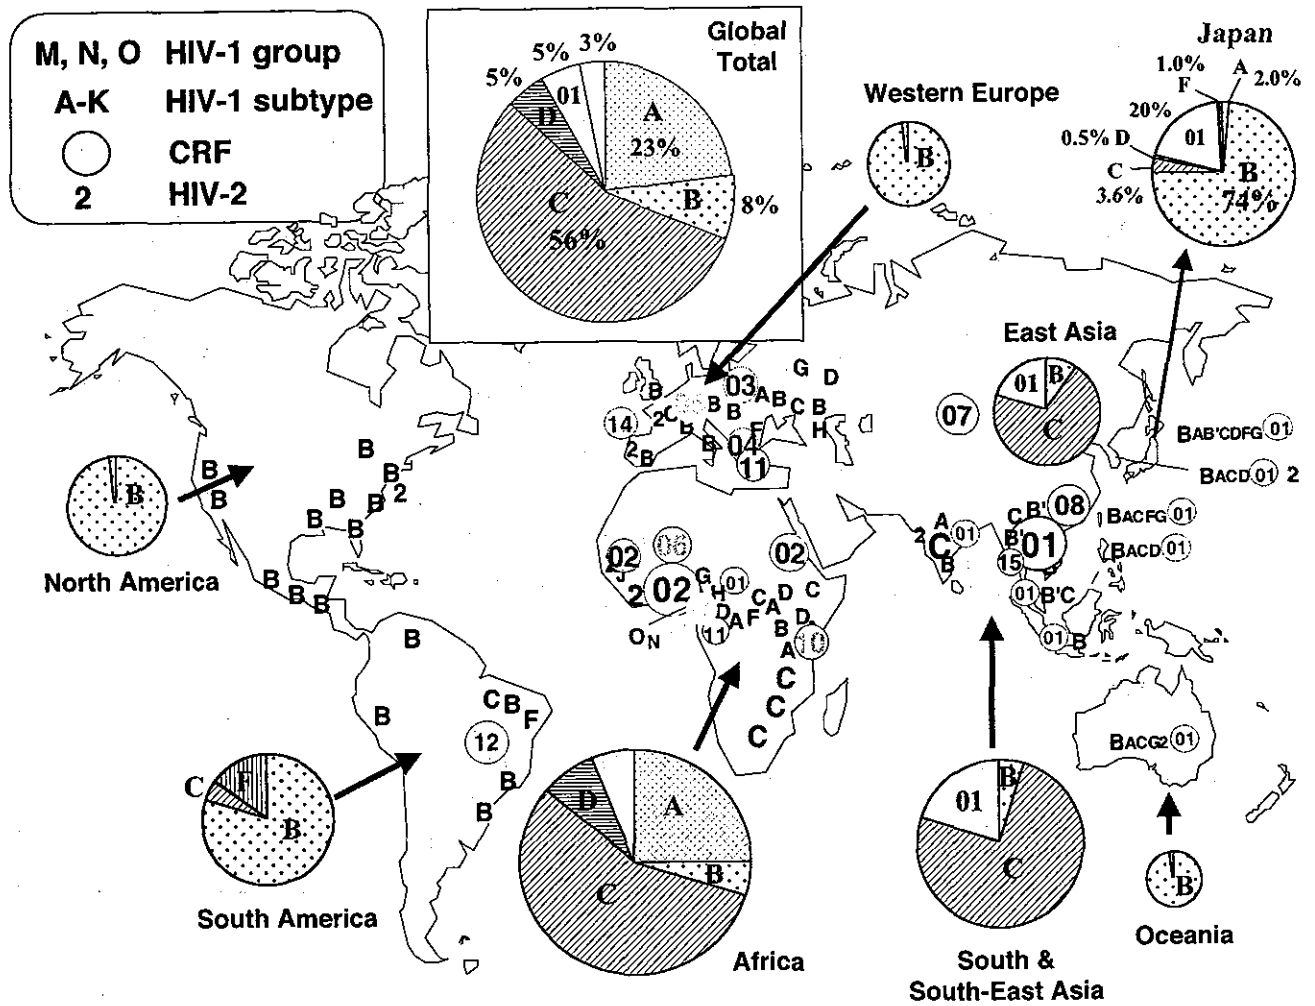 M, N, O HIV-1 group
A-K HIV-1 subtype
CRF
2 HIV-2
Global
Total
5% 5% 3%
D 01 A
23%
B 8%
C
56%
Western Europe
B
Japan
1.0% A 2.0%
F
20%
01
0.5% D
C
3.6%
B
74%
East Asia
01 B
C
North America
B
South America
C F
B
Africa
D A
B
C
South &
South-East Asia
01 B
C
Oceania
B
B
B
B
B
2
B
B
B
B
B
B
B
B
B
B
C B
F
12
B
B
B
14
2
C
B
B
B
B
2
B
03
A B
G
D
C
B
F
H
04
11
07
02
J
06
02
2
02
G
H
01
O N
11
D
A
F
C
A
D
C
B
D
A
10
C
C
C
2
A
C
B
01
C B'
08
B'
01
15
01 B'C
01 B
BAB'CDFG 01
BACD 01 2
BACFG 01
BACD 01
BACG2 01